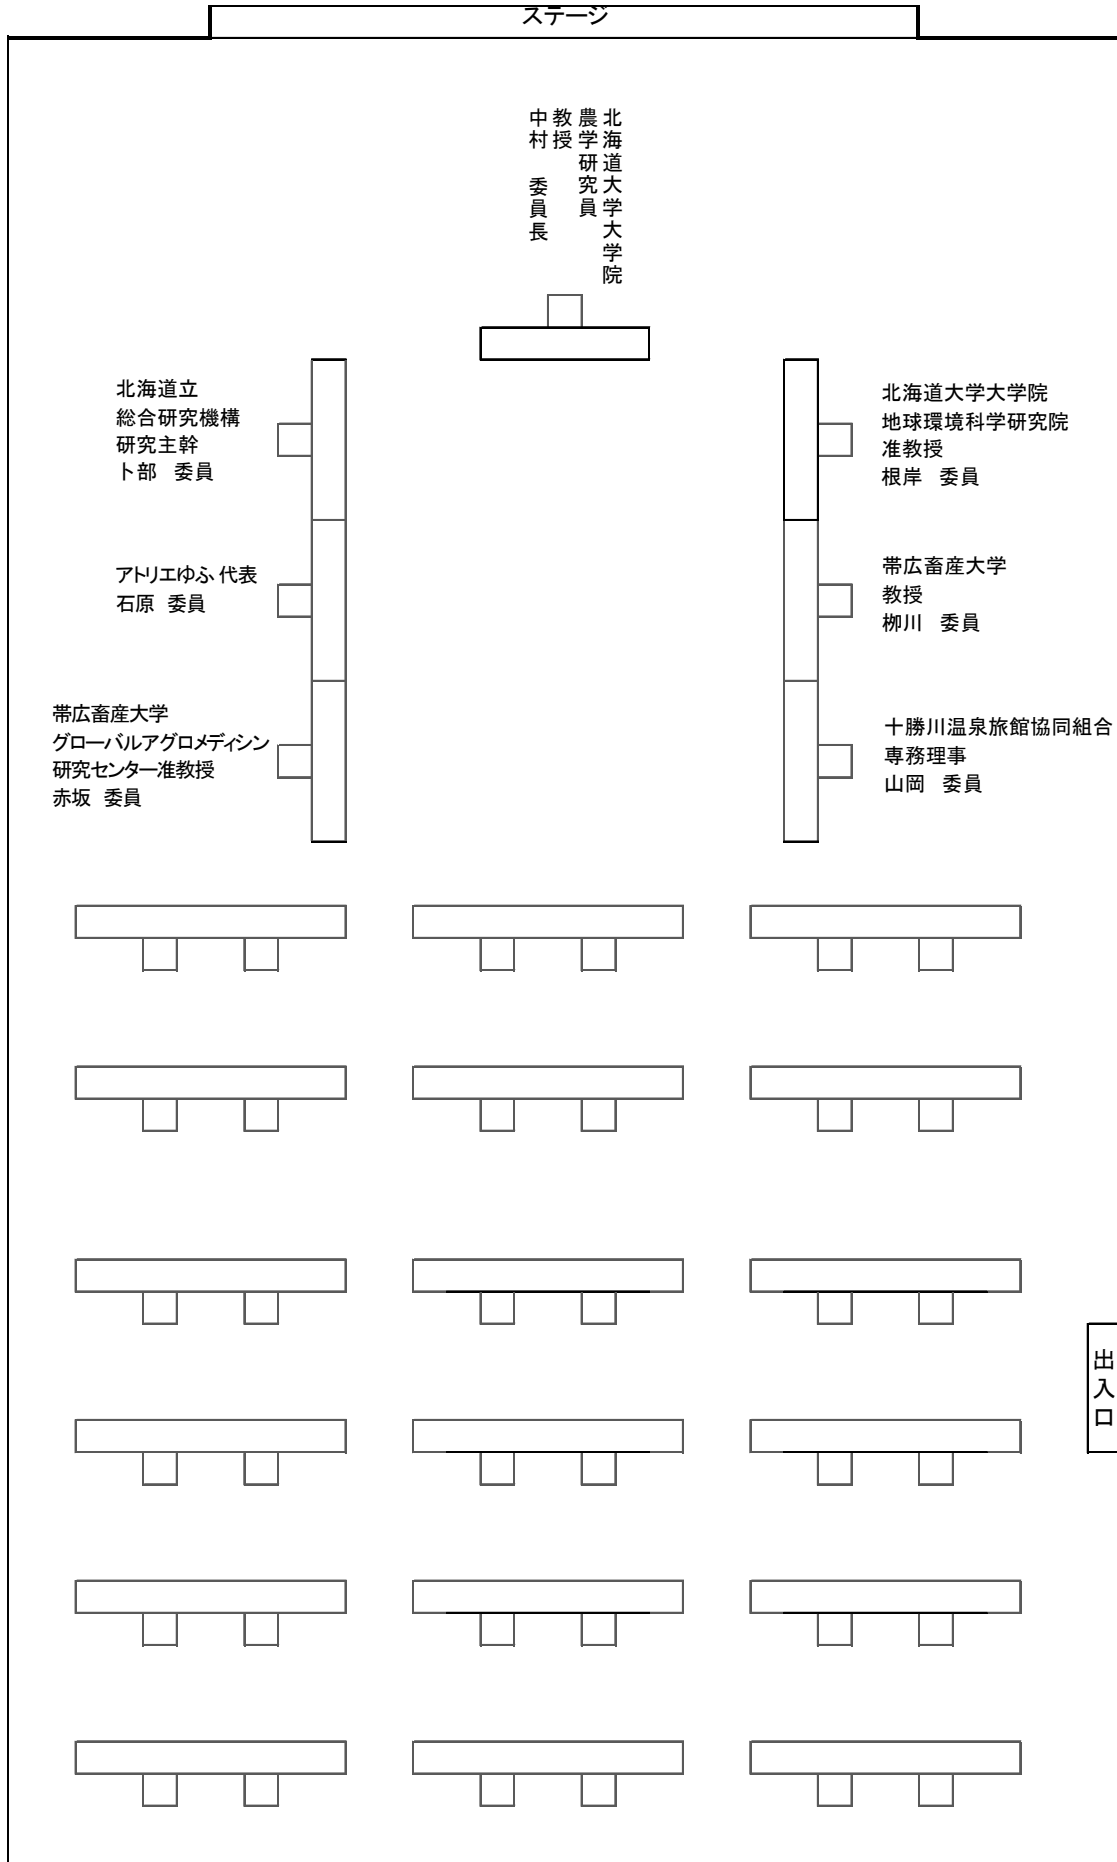 ステージ
北海道大学大学院
農学研究員
教授
中村　委員長
北海道立
総合研究機構
研究主幹
卜部　委員
北海道大学大学院
地球環境科学研究院
准教授
根岸　委員
アトリエゆふ 代表
石原　委員
帯広畜産大学
教授
栁川　委員
帯広畜産大学
グローバルアグロメディシン
研究センター准教授
赤坂　委員
十勝川温泉旅館協同組合
専務理事
山岡　委員
出入口